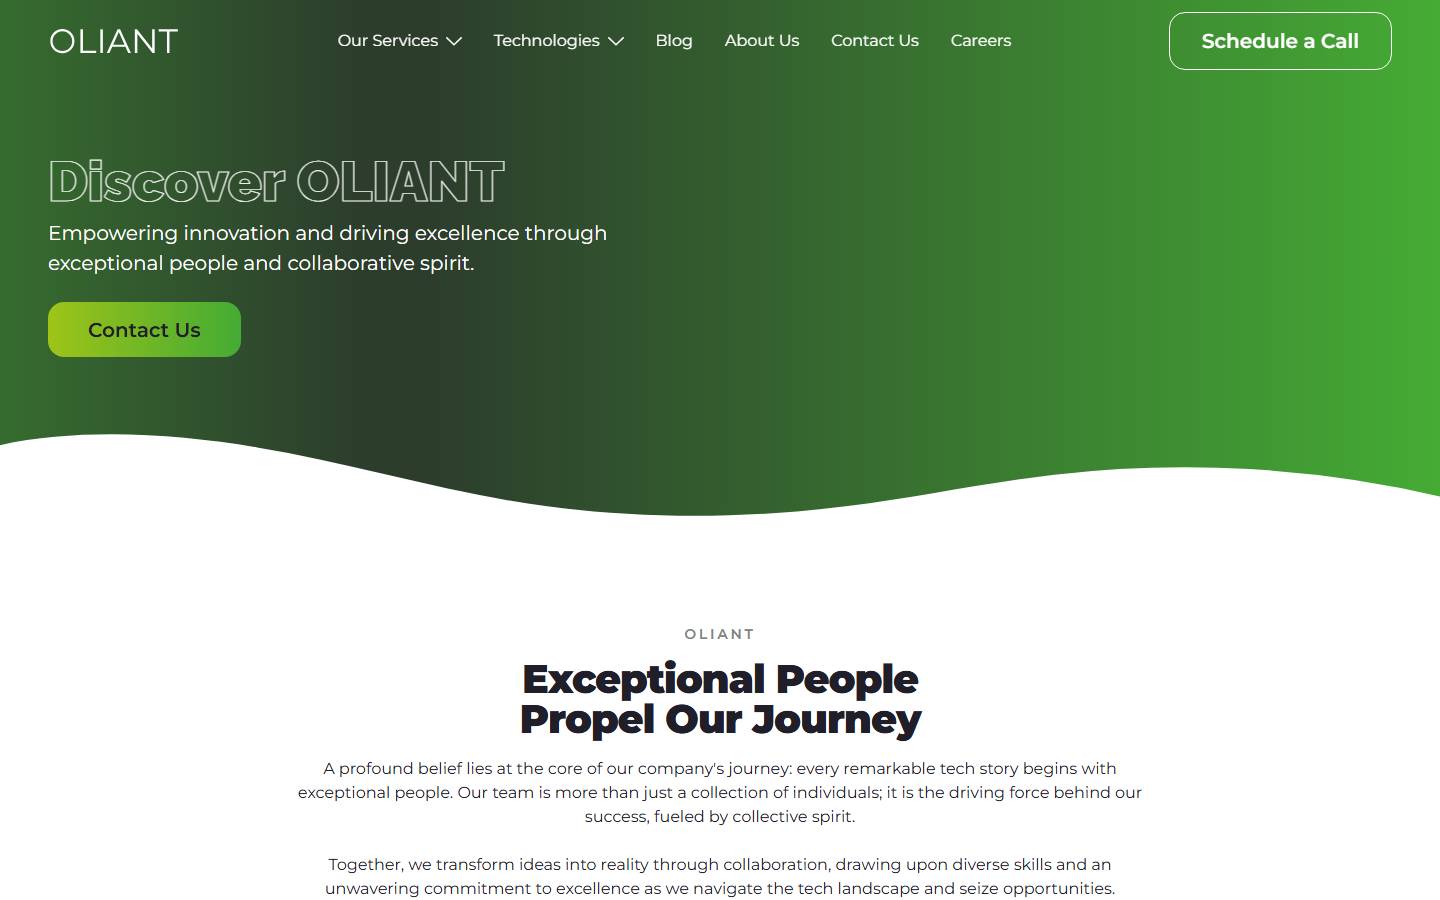 OLIANT
Our Services
Technologies
Blog
About Us
Contact Us
Careers
Schedule a Call
Discover OLIANT
Empowering innovation and driving excellence through
exceptional people and collaborative spirit.
Contact Us
OLIANT
Exceptional People
Propel Our Journey
A profound belief lies at the core of our company's journey: every remarkable tech story begins with
exceptional people. Our team is more than just a collection of individuals; it is the driving force behind our
success, fueled by collective spirit.
Together, we transform ideas into reality through collaboration, drawing upon diverse skills and an
unwavering commitment to excellence as we navigate the tech landscape and seize opportunities.